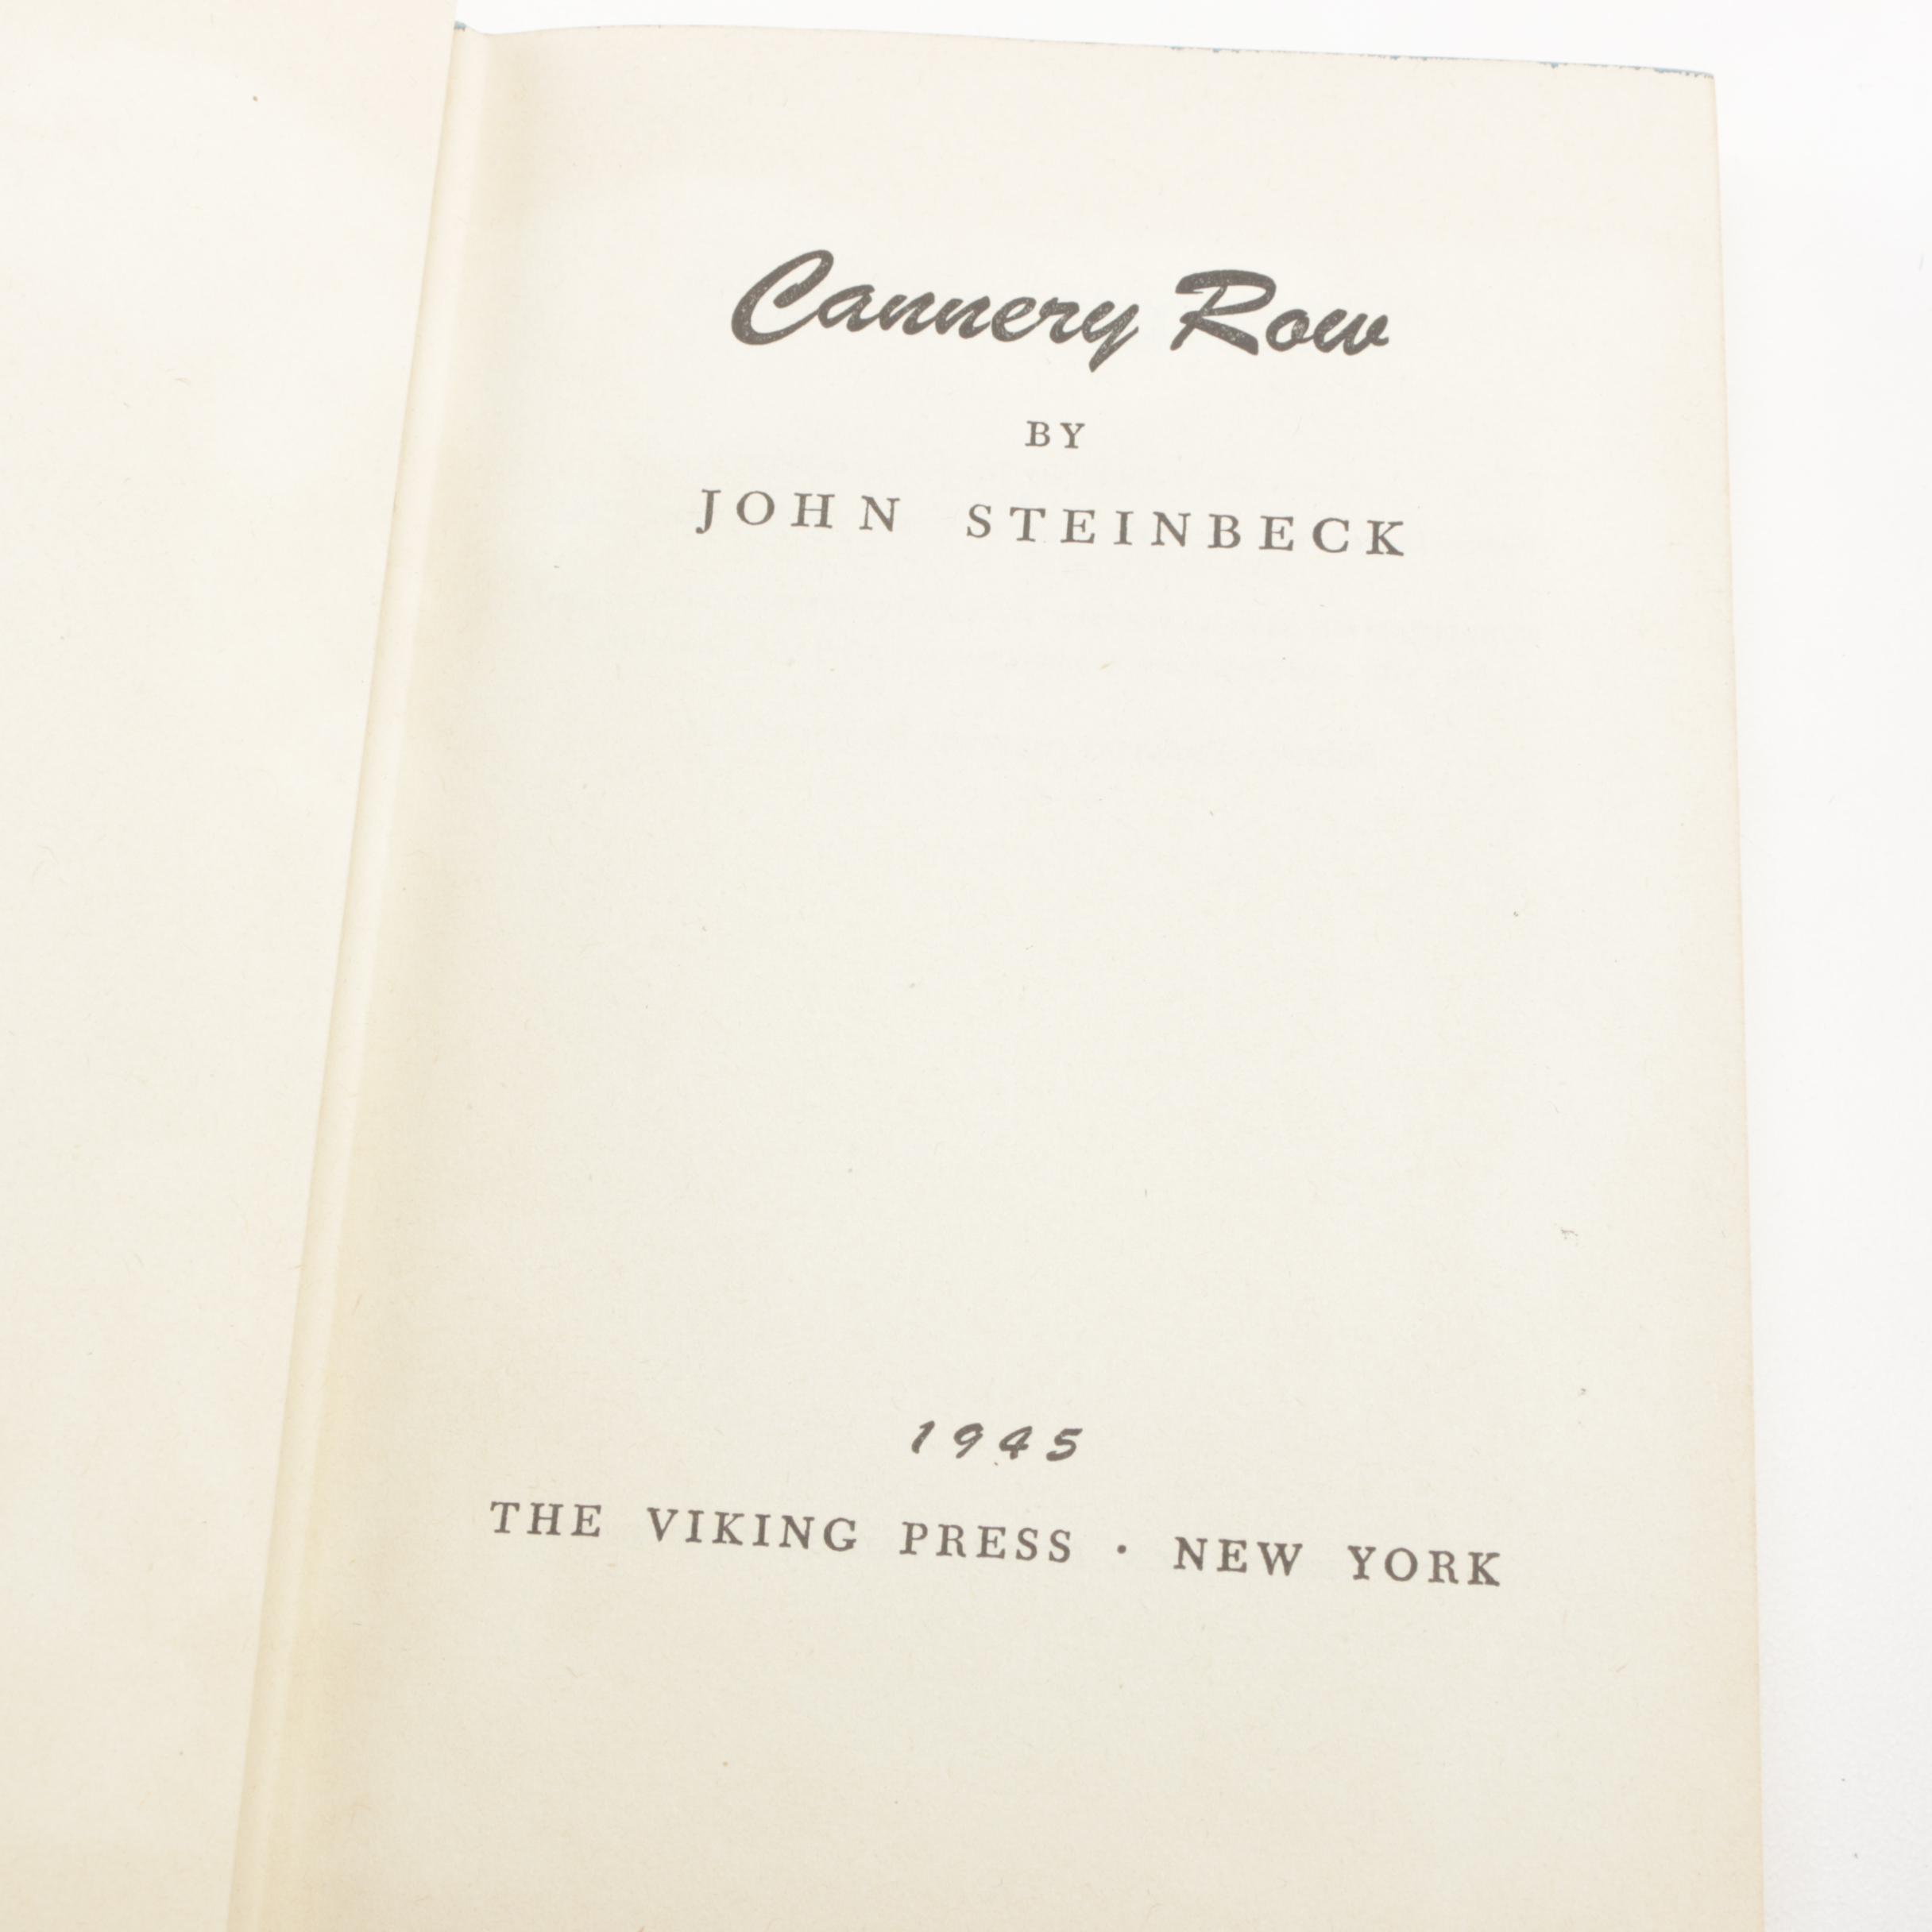 Cannery Row
BY
JOHN STEINBECK
1945
THE VIKING PRESS · NEW YORK